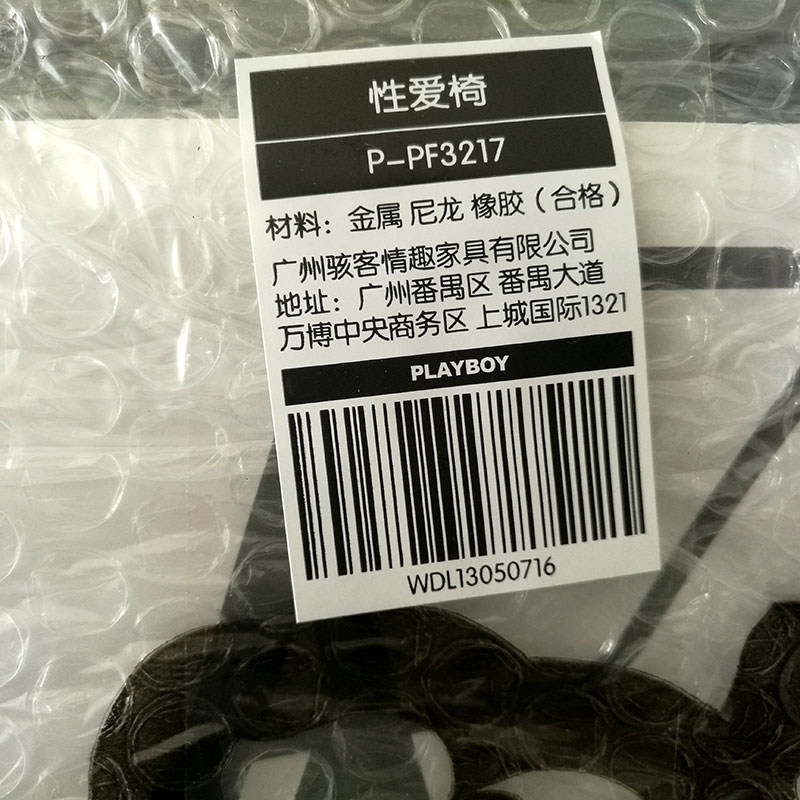 性爱椅
P-PF3217
材料：金属 尼龙 橡胶（合格）
广州骇客情趣家具有限公司
地址：广州番禺区 番禺大道
万博中央商务区 上城国际1321
PLAYBOY
WDL13050716